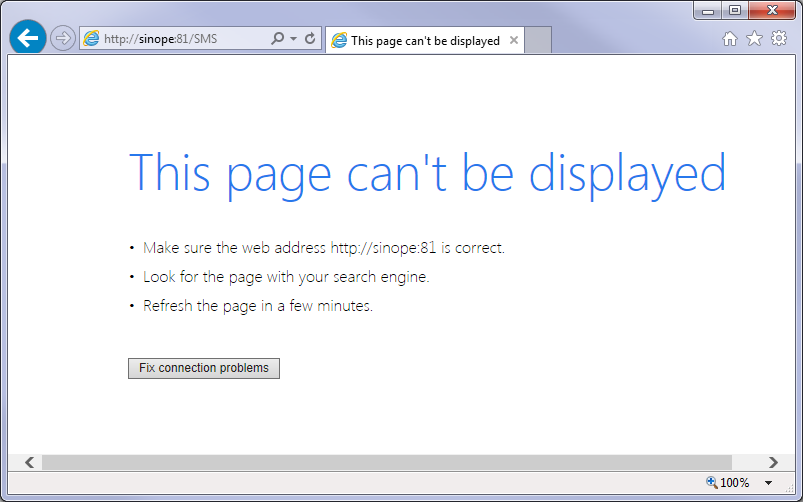 http://sinope:81/SMS
This page can't be displayed
This page can't be displayed
• Make sure the web address http://sinope:81 is correct.
• Look for the page with your search engine.
• Refresh the page in a few minutes.
Fix connection problems
100%